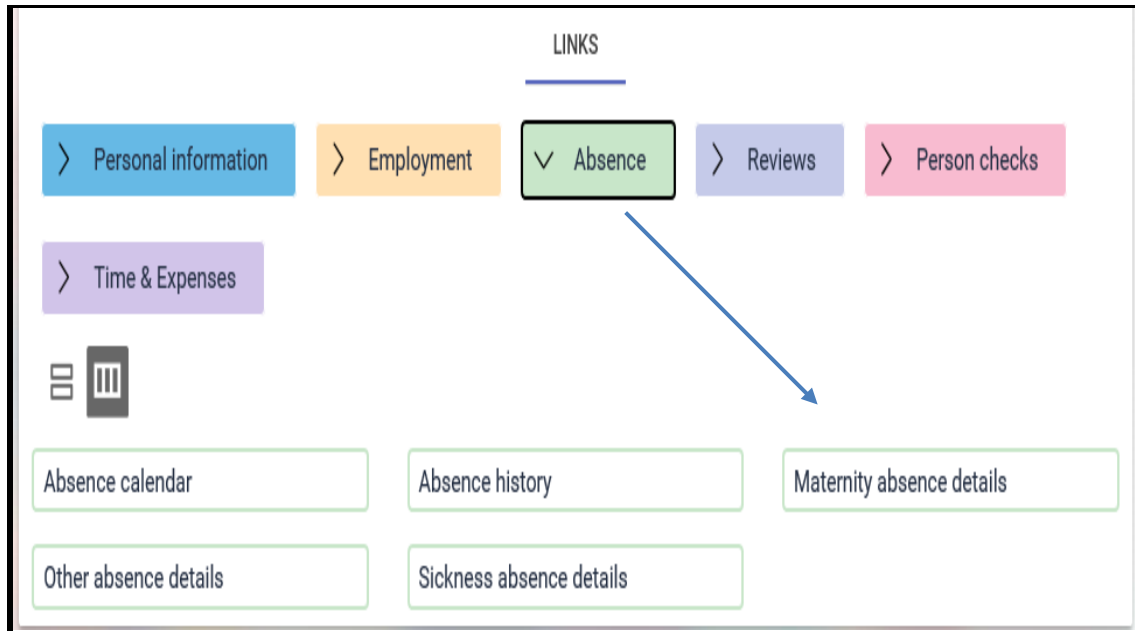 LINKS
Personal information Employment Absence Reviews Person checks
Time & Expenses
Absence calendar Absence history Maternity absence details
Other absence details Sickness absence details